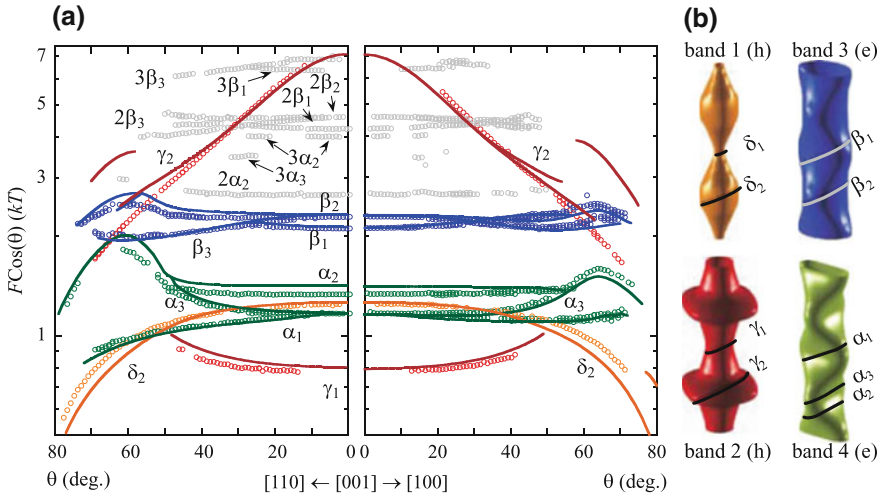 (a)
(b)
7
5
3
2
1
FCos(θ) (kT)
3β₃
3β₁
2β₁
2β₂
2β₃
3α₂
3α₃
2α₂
γ₂
β₂
β₁
β₃
α₂
α₃
α₁
δ₂
γ₁
γ₂
α₃
δ₂
80 60 40 20 0
0 20 40 60 80
θ (deg.)
[110] ← [001] → [100]
θ (deg.)
band 1 (h)
band 3 (e)
δ₁
δ₂
β₁
β₂
γ₁
γ₂
α₁
α₃
α₂
band 2 (h)
band 4 (e)